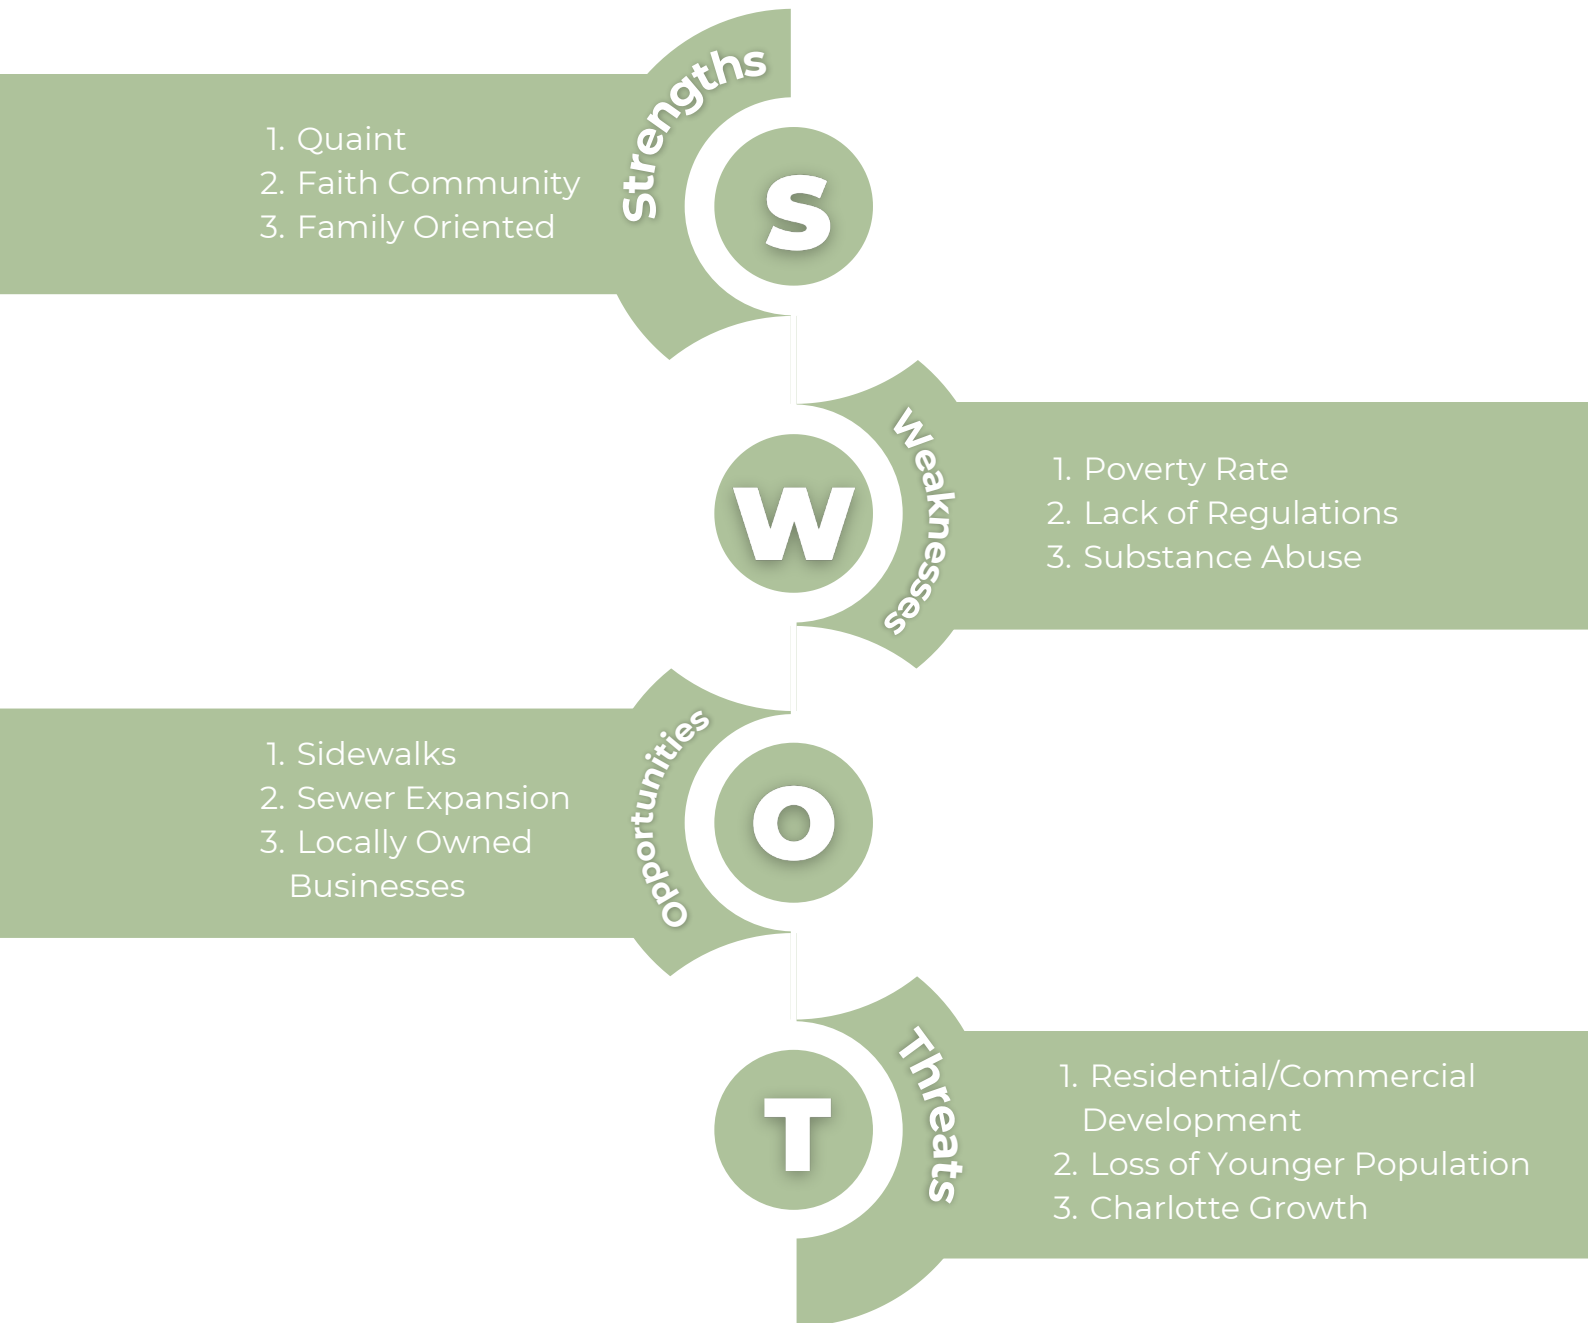 Strengths
S
1. Quaint
2. Faith Community
3. Family Oriented
Weaknesses
W
1. Poverty Rate
2. Lack of Regulations
3. Substance Abuse
Opportunities
O
1. Sidewalks
2. Sewer Expansion
3. Locally Owned
Businesses
Threats
T
1. Residential/Commercial
Development
2. Loss of Younger Population
3. Charlotte Growth